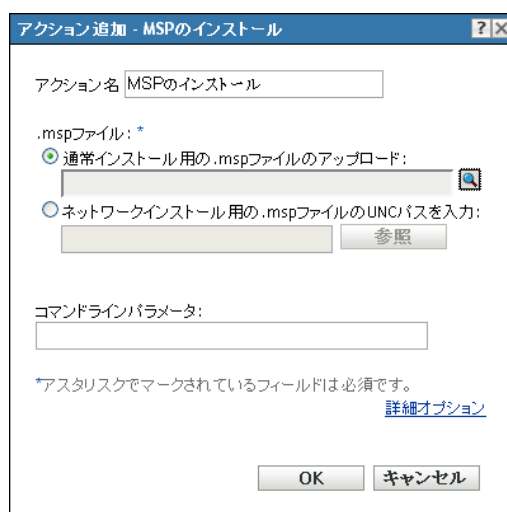 アクション追加 - MSPのインストール
アクション名 MSPのインストール
.mspファイル: *
通常インストール用の.mspファイルのアップロード:
ネットワークインストール用の.mspファイルのUNCパスを入力:
参照
コマンドラインパラメータ:
*アスタリスクでマークされているフィールドは必須です。
詳細オプション
OK キャンセル